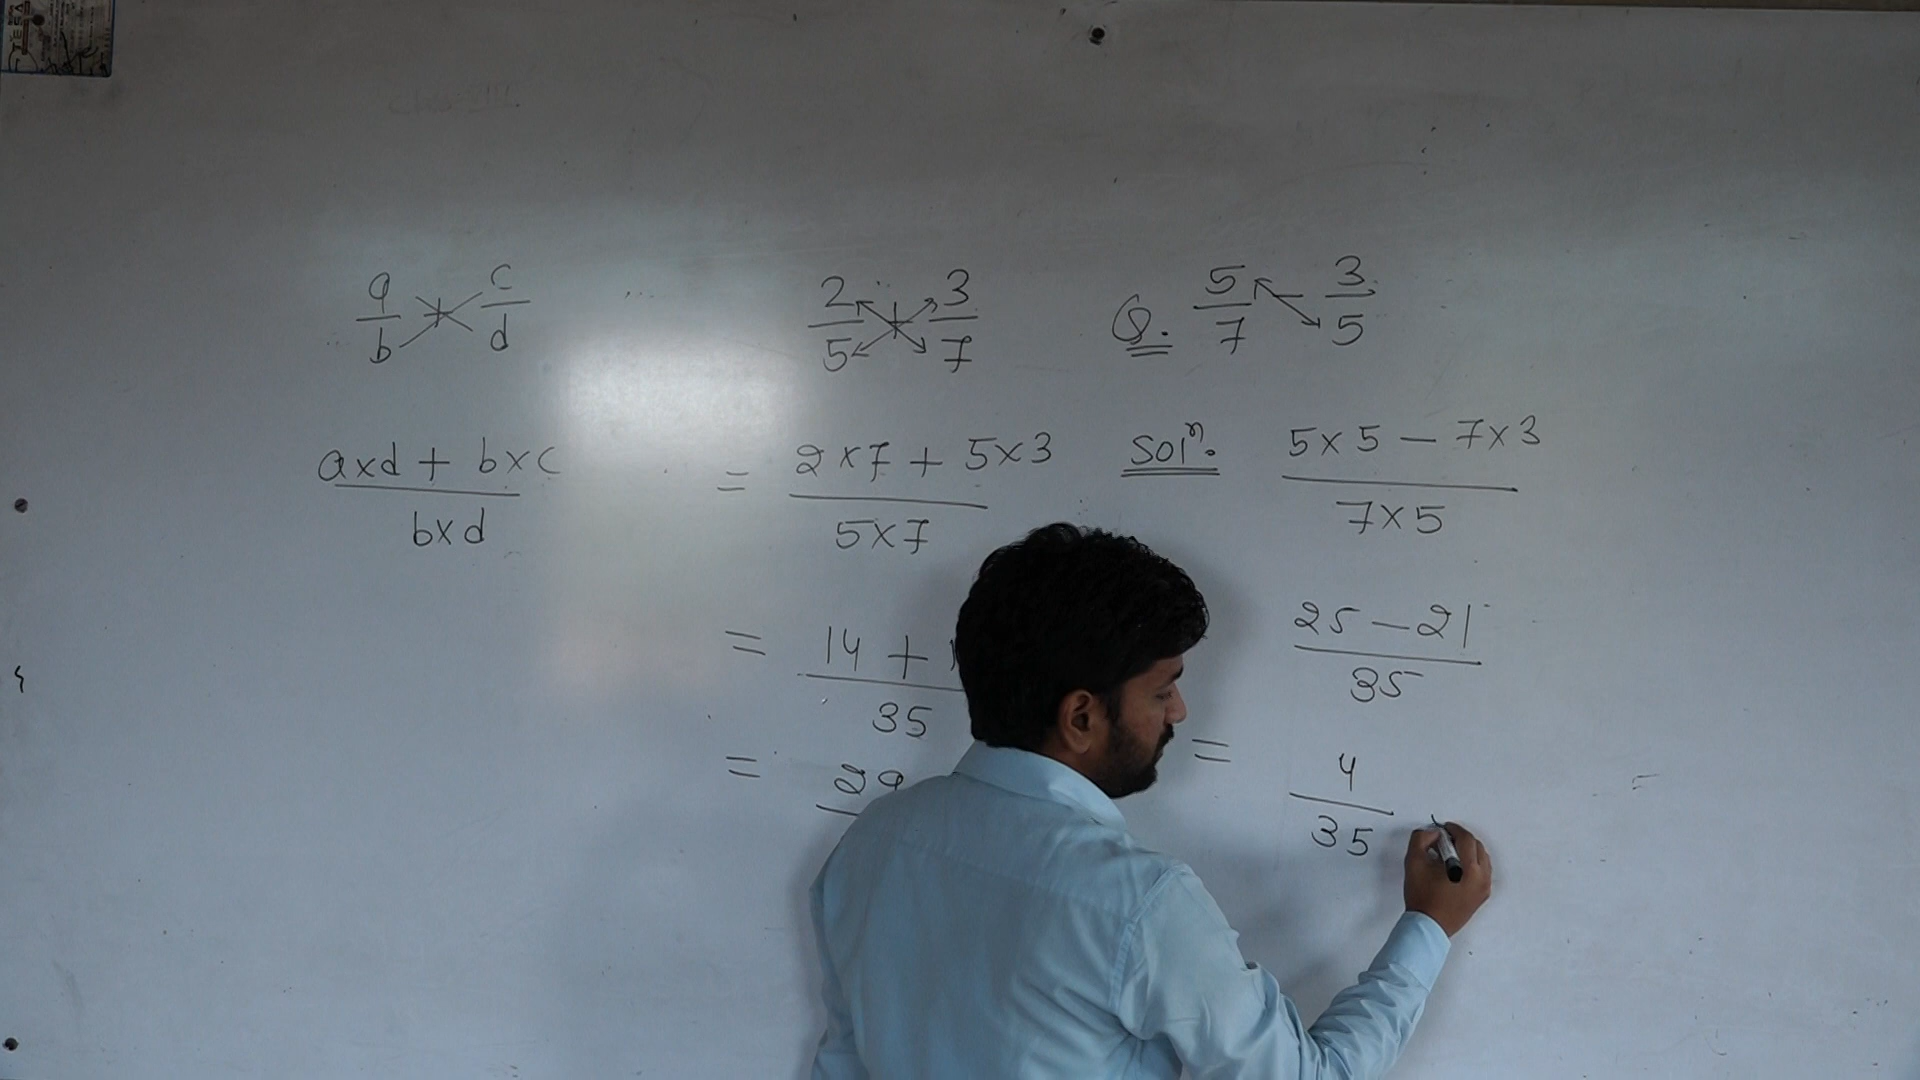 a/b + c/d
a×d + b×c
b×d
2/5 + 3/7
= 2×7 + 5×3
5×7
= 14 +
35
= 29
Q. 5/7 - 3/5
Solⁿ. 5×5 - 7×3
7×5
25 - 21
35
= 4
35
=